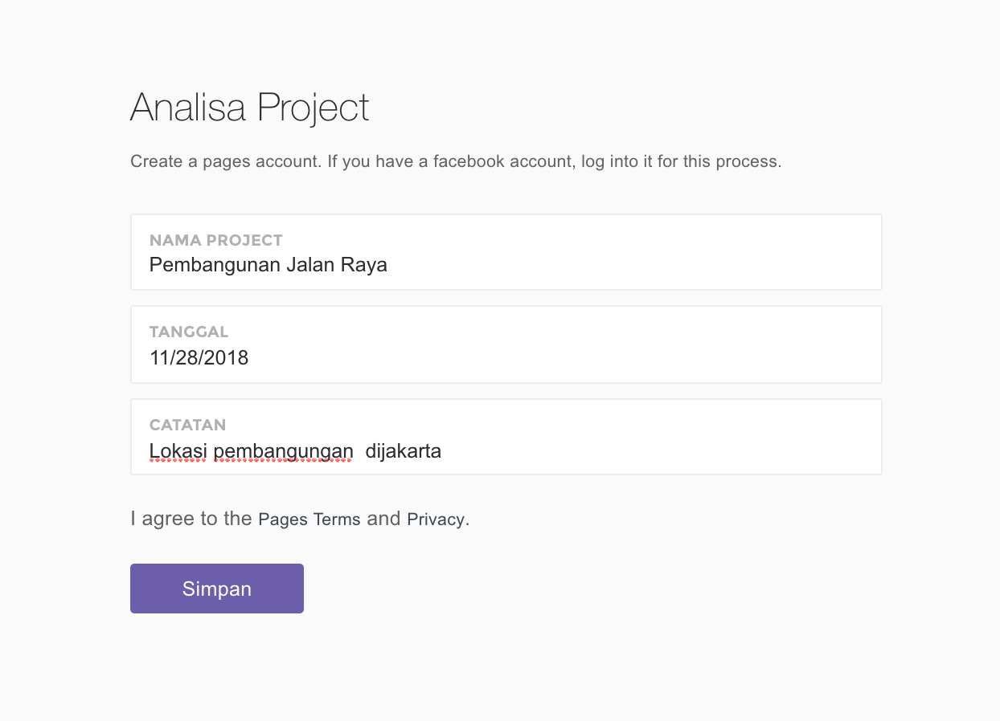 Analisa Project
Create a pages account. If you have a facebook account, log into it for this process.
NAMA PROJECT
Pembangunan Jalan Raya
TANGGAL
11/28/2018
CATATAN
Lokasi pembangungan  dijakarta
I agree to the Pages Terms and Privacy.
Simpan